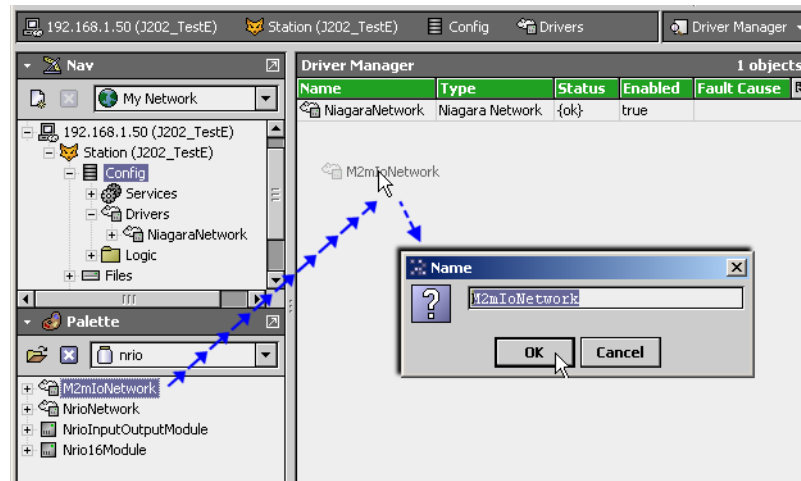 192.168.1.50 (J202_TestE) Station (J202_TestE) Config Drivers Driver Manager
Nav
My Network
192.168.1.50 (J202_TestE)
Station (J202_TestE)
Config
Services
Drivers
NiagaraNetwork
Logic
Files
Palette
nrio
M2mIoNetwork
NrioNetwork
NrioInputOutputModule
Nrio16Module
Driver Manager 1 objects
Name Type Status Enabled Fault Cause
NiagaraNetwork Niagara Network {ok} true
M2mIoNetwork
Name
M2mIoNetwork
OK Cancel